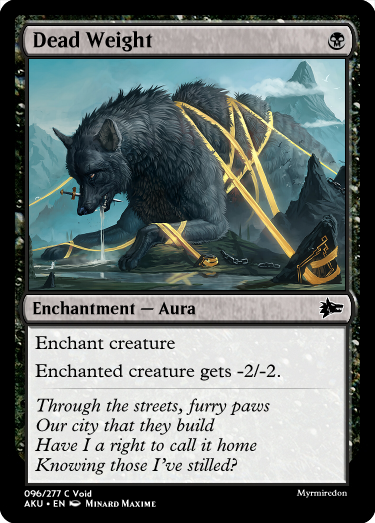 Dead Weight
Enchantment — Aura
Enchant creature
Enchanted creature gets -2/-2.
Through the streets, furry paws
Our city that they build
Have I a right to call it home
Knowing those I've stilled?
096/277 C Void
Myrmiredon
AKU • EN Minard Maxime